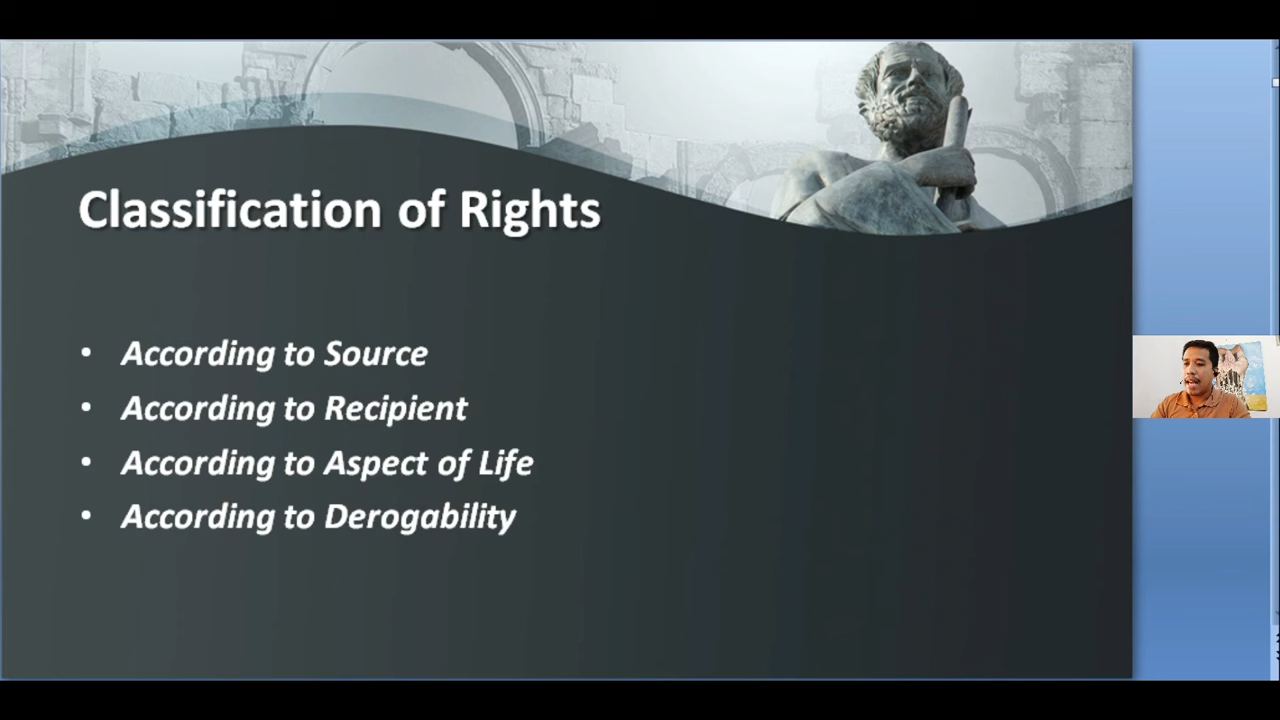 Classification of Rights
• According to Source
• According to Recipient
• According to Aspect of Life
• According to Derogability